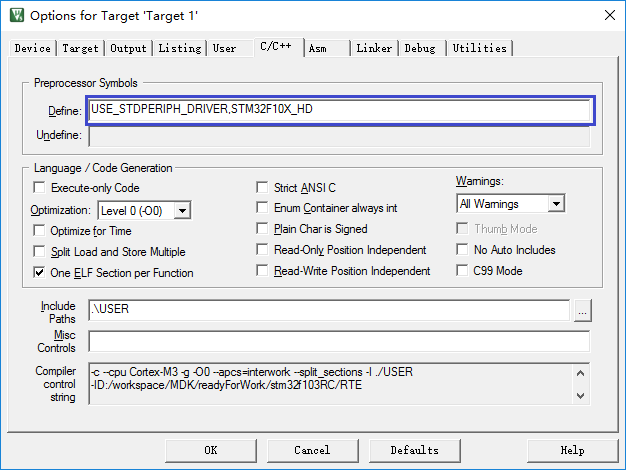 Options for Target 'Target 1'
Device Target Output Listing User C/C++ Asm Linker Debug Utilities
Preprocessor Symbols
Define: USE_STDPERIPH_DRIVER,STM32F10X_HD
Undefine:
Language / Code Generation
Execute-only Code
Optimization: Level 0 (-O0)
Optimize for Time
Split Load and Store Multiple
One ELF Section per Function
Strict ANSI C
Enum Container always int
Plain Char is Signed
Read-Only Position Independent
Read-Write Position Independent
Warnings:
All Warnings
Thumb Mode
No Auto Includes
C99 Mode
Include
Paths
.\USER
...
Misc
Controls
Compiler
control
string
-c --cpu Cortex-M3 -g -O0 --apcs=interwork --split_sections -I ./USER
-ID:/workspace/MDK/readyForWork/stm32f103RC/RTE
OK Cancel Defaults Help